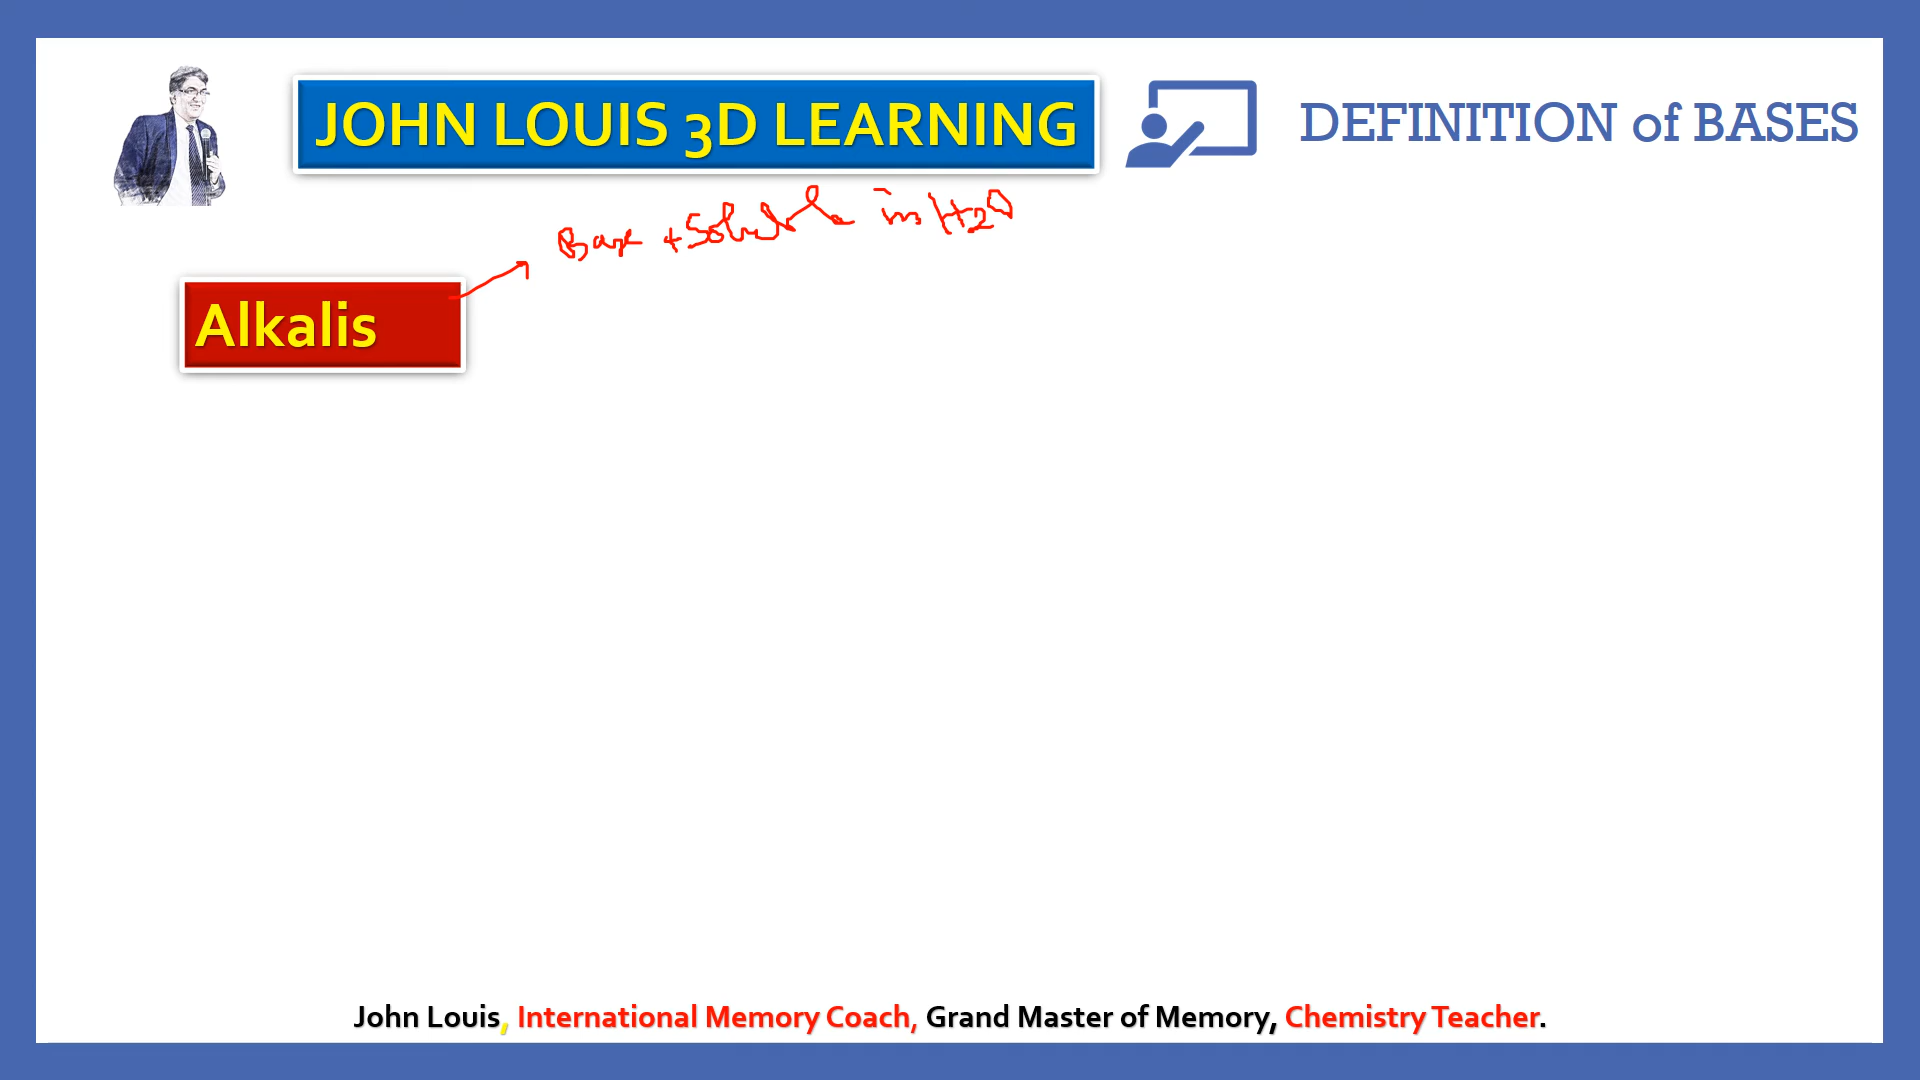 JOHN LOUIS 3D LEARNING
DEFINITION of BASES
Base + Soluble in H2O
Alkalis
John Louis, International Memory Coach, Grand Master of Memory, Chemistry Teacher.